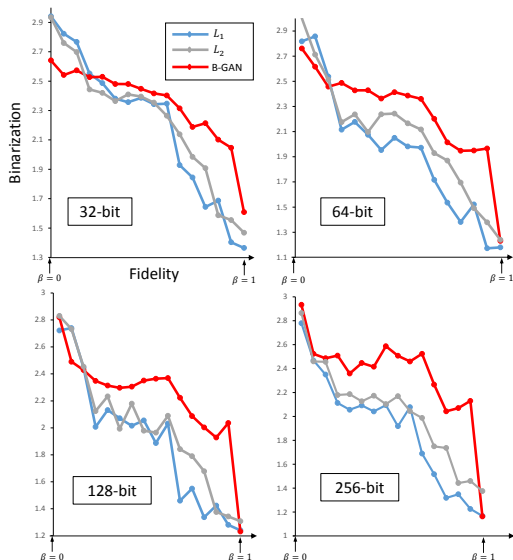 3.1
2.9
2.7
2.5
2.3
2.1
1.9
1.7
1.5
1.3
Binarization
L₁
L₂
B-GAN
32-bit
β = 0
Fidelity
β = 1
2.9
2.7
2.5
2.3
2.1
1.9
1.7
1.5
1.3
1.1
64-bit
β = 0
β = 1
3
2.8
2.6
2.4
2.2
2
1.8
1.6
1.4
1.2
128-bit
β = 0
β = 1
3
2.8
2.6
2.4
2.2
2
1.8
1.6
1.4
1.2
1
256-bit
β = 0
β = 1